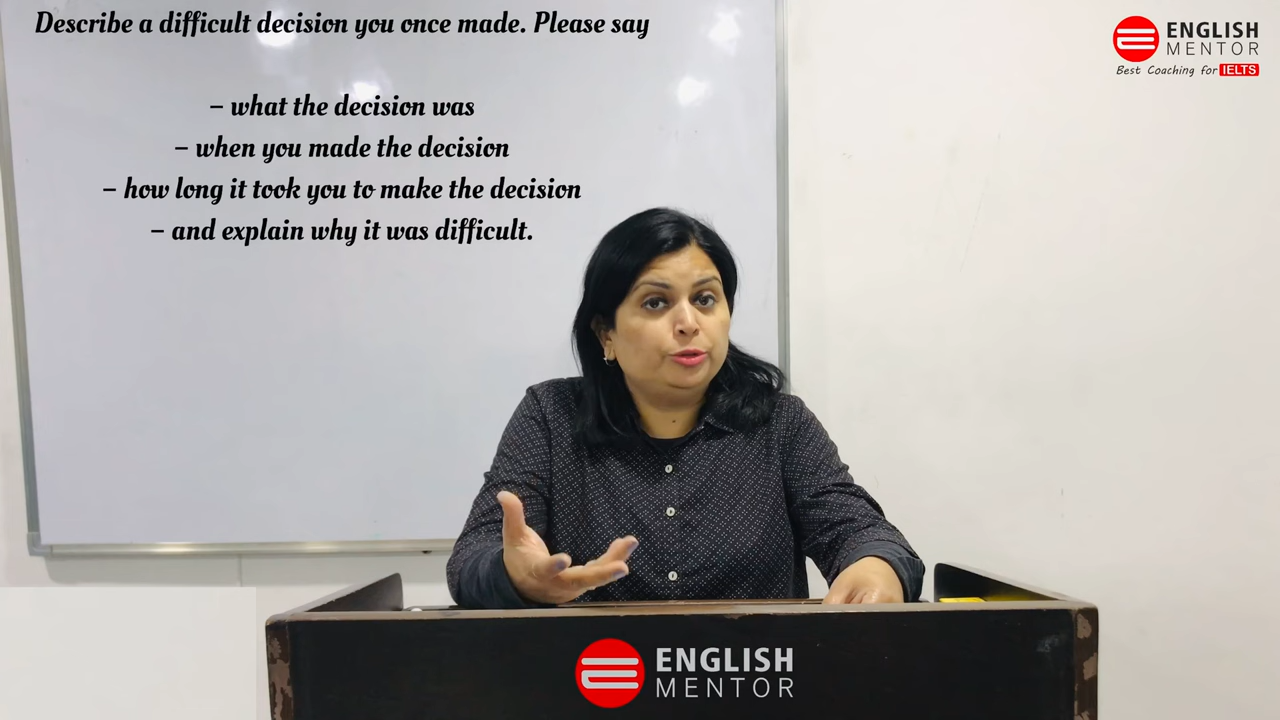 Describe a difficult decision you once made. Please say
– what the decision was
– when you made the decision
– how long it took you to make the decision
– and explain why it was difficult.
ENGLISH
MENTOR
Best Coaching for IELTS
ENGLISH
MENTOR